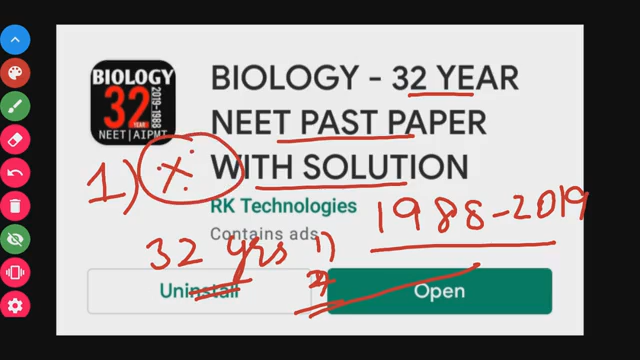 BIOLOGY
32
YEAR
2019-1988
NEET|AIPMT
BIOLOGY - 32 YEAR
NEET PAST PAPER
WITH SOLUTION
1)
RK Technologies
1988-2019
Contains ads
32 yrs 1)
Uninstall
Open